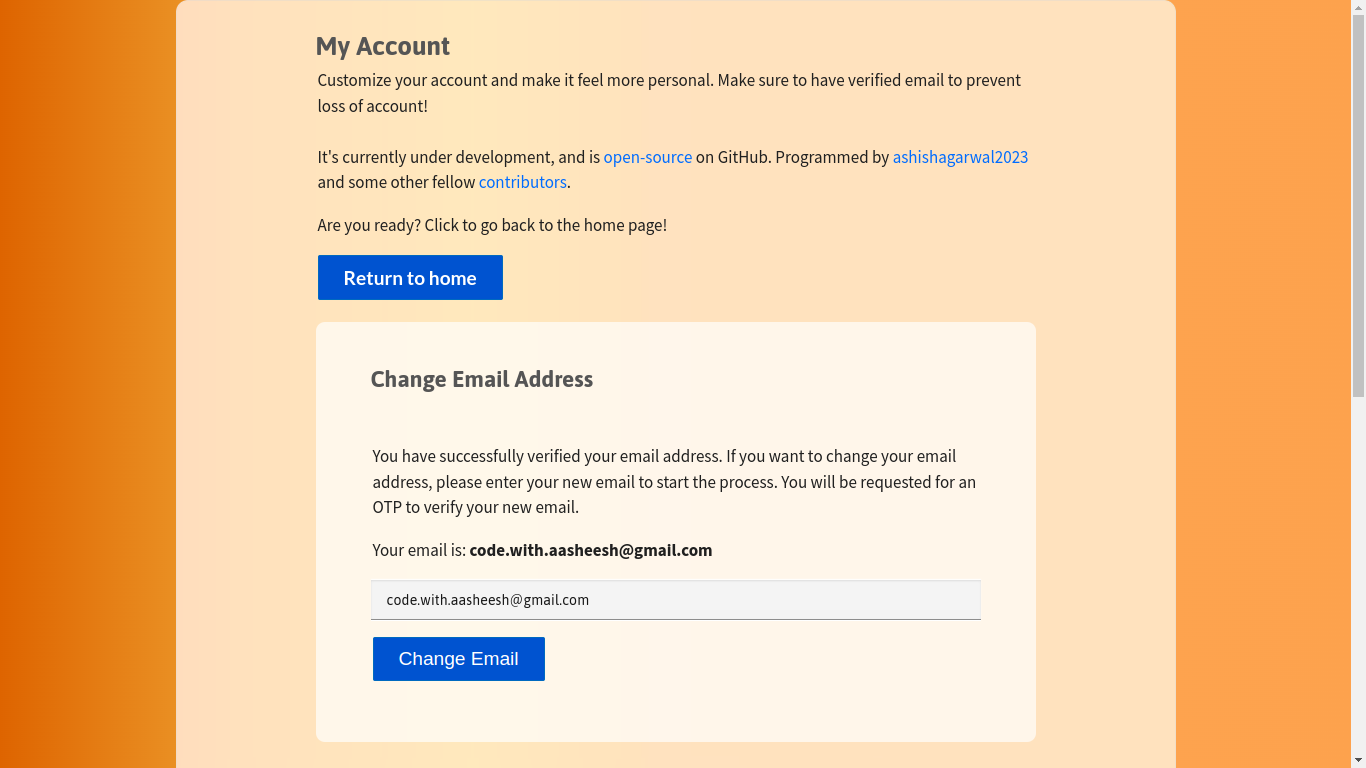 My Account
Customize your account and make it feel more personal. Make sure to have verified email to prevent
loss of account!
It's currently under development, and is open-source on GitHub. Programmed by ashishagarwal2023
and some other fellow contributors.
Are you ready? Click to go back to the home page!
Return to home
Change Email Address
You have successfully verified your email address. If you want to change your email
address, please enter your new email to start the process. You will be requested for an
OTP to verify your new email.
Your email is: code.with.aasheesh@gmail.com
code.with.aasheesh@gmail.com
Change Email